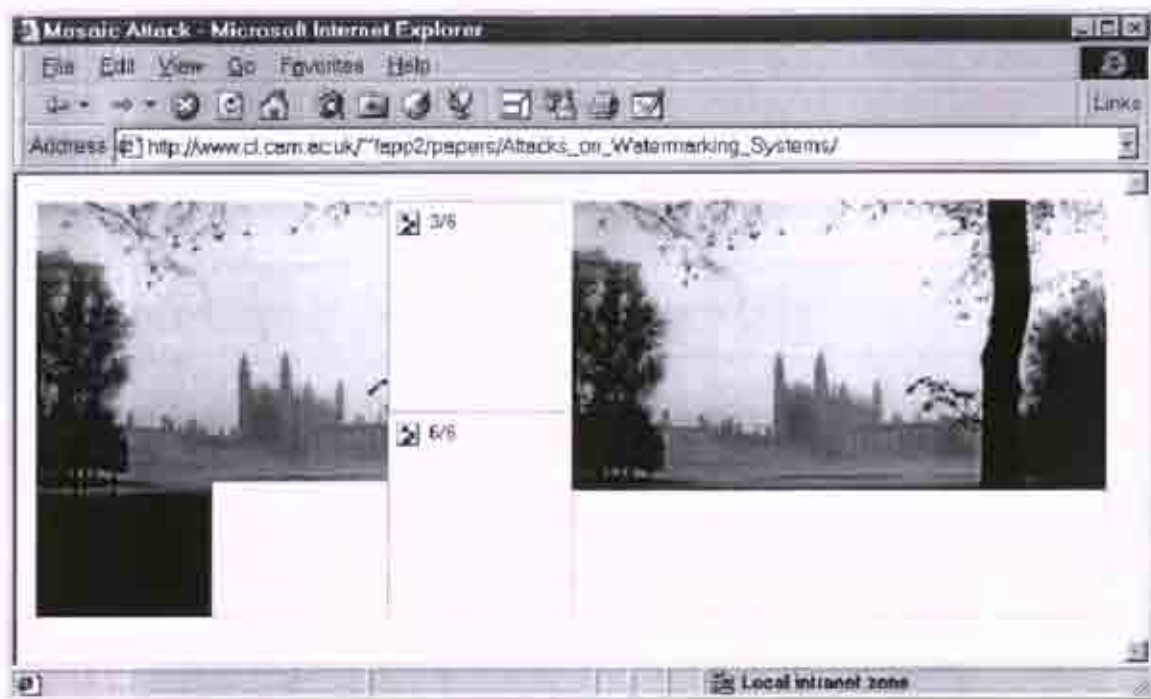 Mosaic Attack - Microsoft Internet Explorer
File Edit View Go Favorites Help
Links
Address http://www.cl.cam.ac.uk/~fapp2/papers/Attacks_on_Watermarking_Systems/
3/6
6/6
Local intranet zone